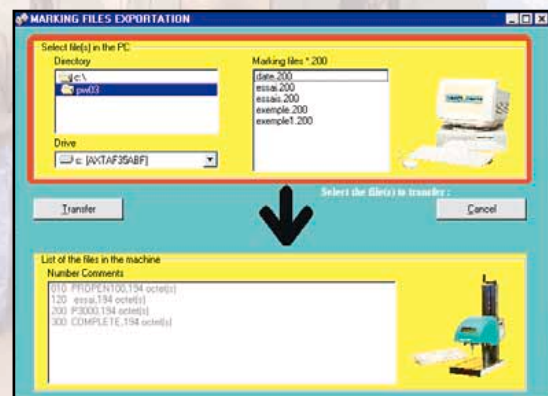 MARKING FILES EXPORTATION
Select file(s) in the PC
Directory
c:\
pw03
Drive
c: [AXTAF35ABF]
Marking files *.200
date.200
essai.200
essais.200
exemple.200
exemple1.200
Select the file(s) to transfer :
Transfer
Cancel
List of the files in the machine
Number Comments
010 PROPEN100,194 octet(s)
120 essai,194 octet(s)
200 P3000,194 octet(s)
300 COMPLETE,194 octet(s)